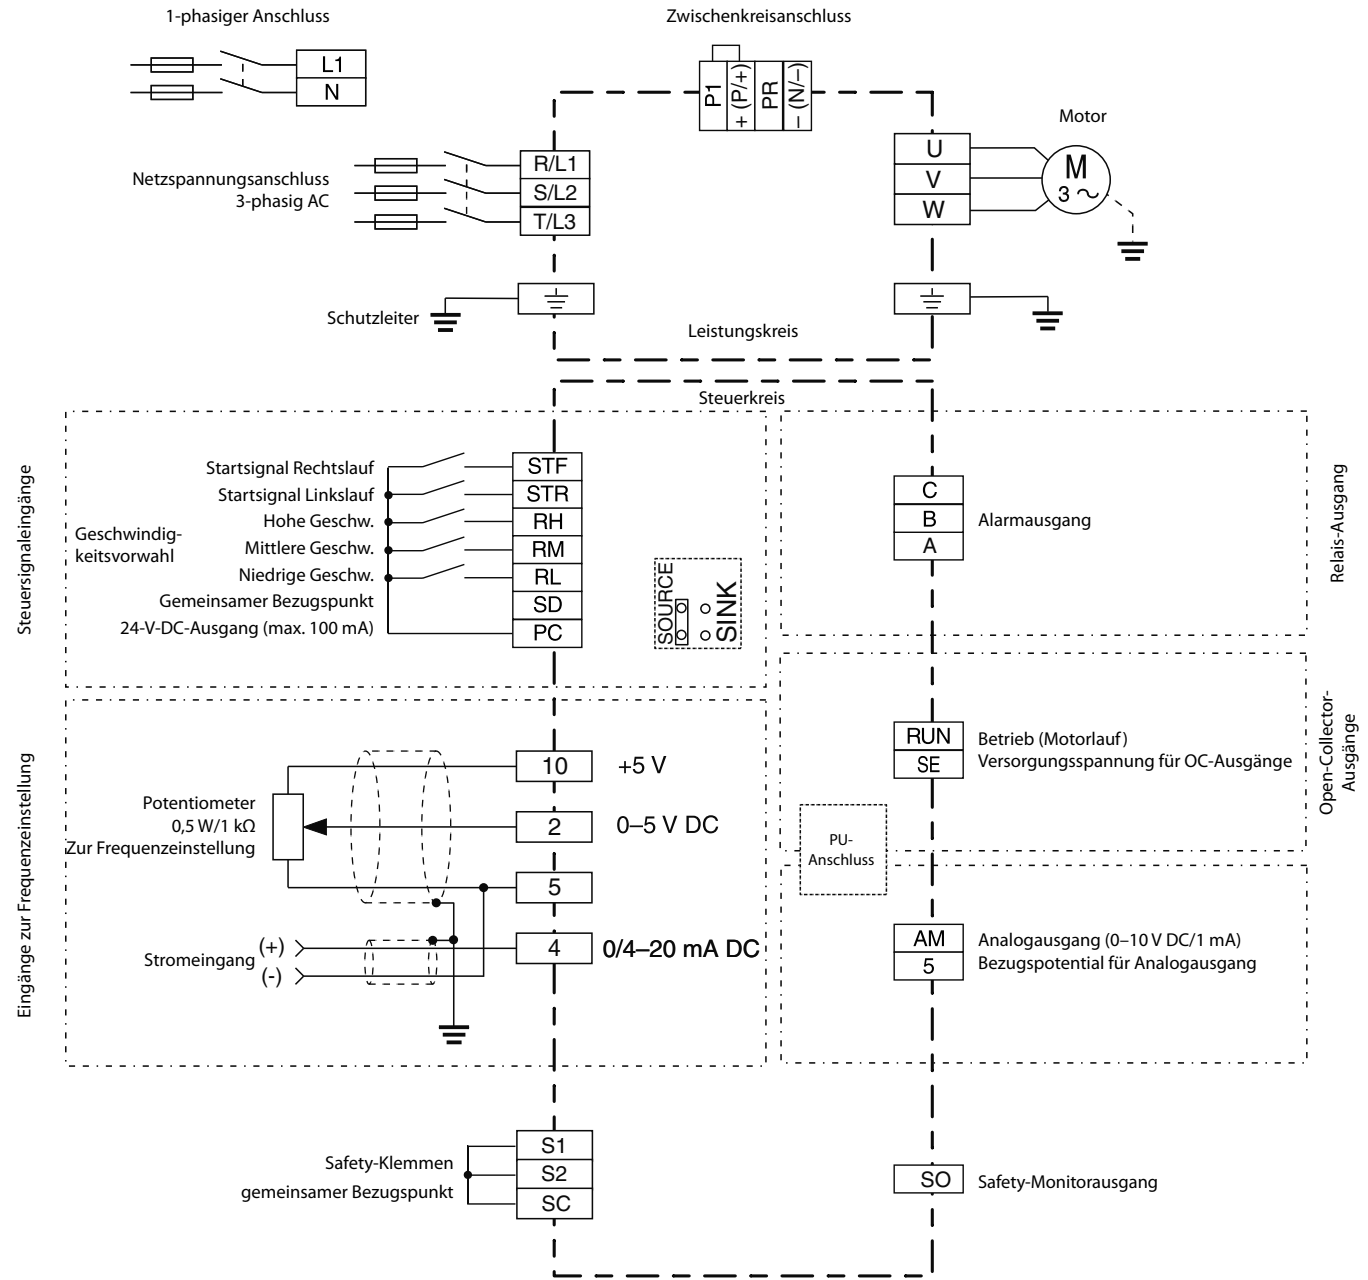 1-phasiger Anschluss
L1
N
Zwischenkreisanschluss
P1
+ (P/+)
PR
– (N/–)
Motor
U
V
W
M
3 ~
Netzspannungsanschluss
3-phasig AC
R/L1
S/L2
T/L3
Schutzleiter
Leistungskreis
Steuerkreis
Steuersignaleingänge
Geschwindig-
keitsvorwahl
Startsignal Rechtslauf
Startsignal Linkslauf
Hohe Geschw.
Mittlere Geschw.
Niedrige Geschw.
Gemeinsamer Bezugspunkt
24-V-DC-Ausgang (max. 100 mA)
STF
STR
RH
RM
RL
SD
PC
SOURCE
SINK
C
B
A
Alarmausgang
Relais-Ausgang
Eingänge zur Frequenzeinstellung
Potentiometer
0,5 W/1 kΩ
Zur Frequenzeinstellung
10
+5 V
2
0–5 V DC
5
4
0/4–20 mA DC
Stromeingang
(+)
(-)
RUN
SE
Betrieb (Motorlauf)
Versorgungsspannung für OC-Ausgänge
Open-Collector-
Ausgänge
PU-
Anschluss
AM
5
Analogausgang (0–10 V DC/1 mA)
Bezugspotential für Analogausgang
Safety-Klemmen
gemeinsamer Bezugspunkt
S1
S2
SC
SO
Safety-Monitorausgang